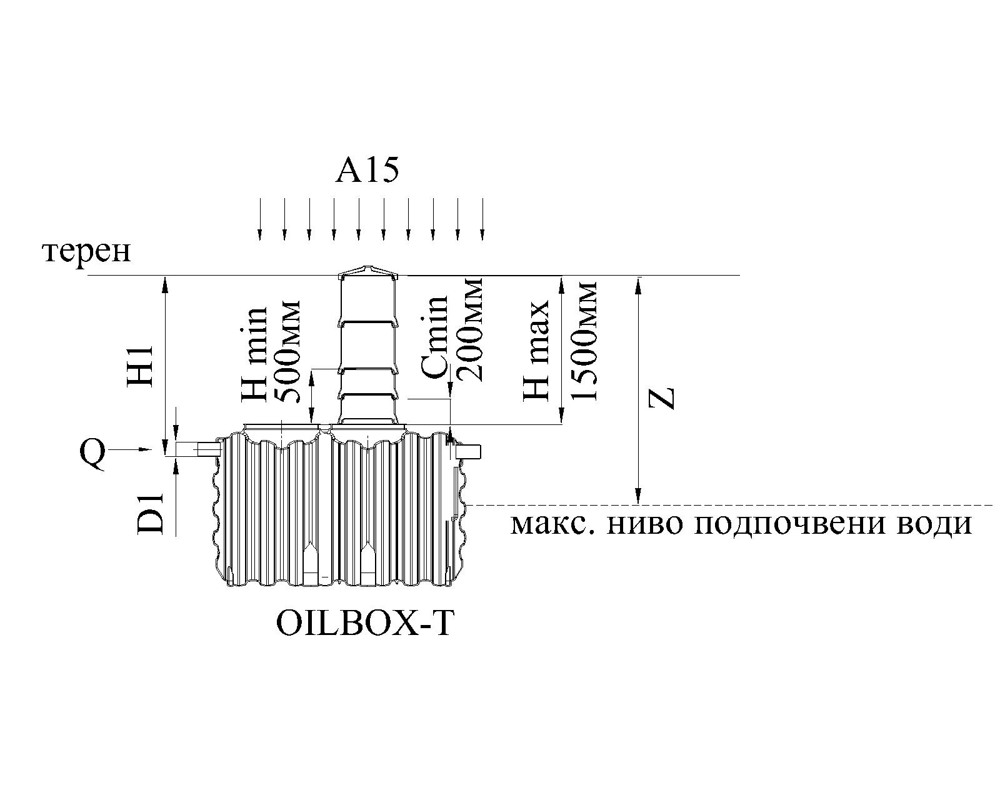 A15
терен
H1
H min
500мм
Cmin
200мм
H max
1500мм
Z
Q
D1
макс. ниво подпочвени води
OILBOX-T